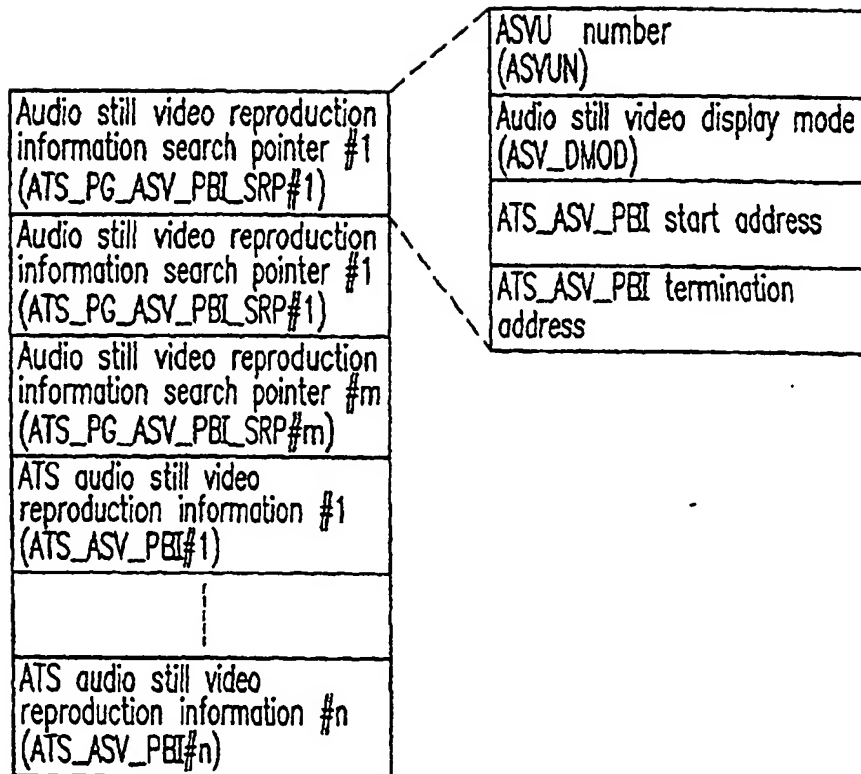 Audio still video reproduction
information search pointer #1
(ATS_PG_ASV_PBI_SRP#1)
Audio still video reproduction
information search pointer #1
(ATS_PG_ASV_PBI_SRP#1)
Audio still video reproduction
information search pointer #m
(ATS_PG_ASV_PBI_SRP#m)
ATS audio still video
reproduction information #1
(ATS_ASV_PBI#1)
ATS audio still video
reproduction information #n
(ATS_ASV_PBI#n)
ASVU number
(ASVUN)
Audio still video display mode
(ASV_DMOD)
ATS_ASV_PBI start address
ATS_ASV_PBI termination
address